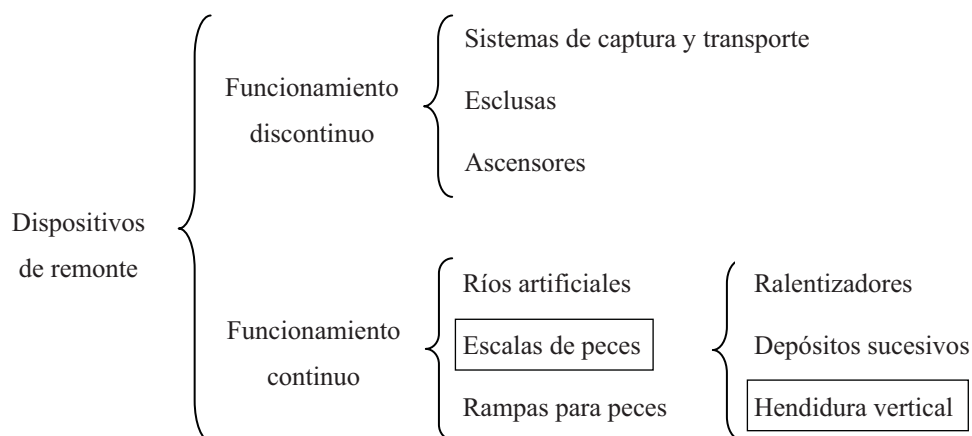 Dispositivos
de remonte
Funcionamiento
discontinuo
Sistemas de captura y transporte
Esclusas
Ascensores
Funcionamiento
continuo
Ríos artificiales
Escalas de peces
Rampas para peces
Ralentizadores
Depósitos sucesivos
Hendidura vertical